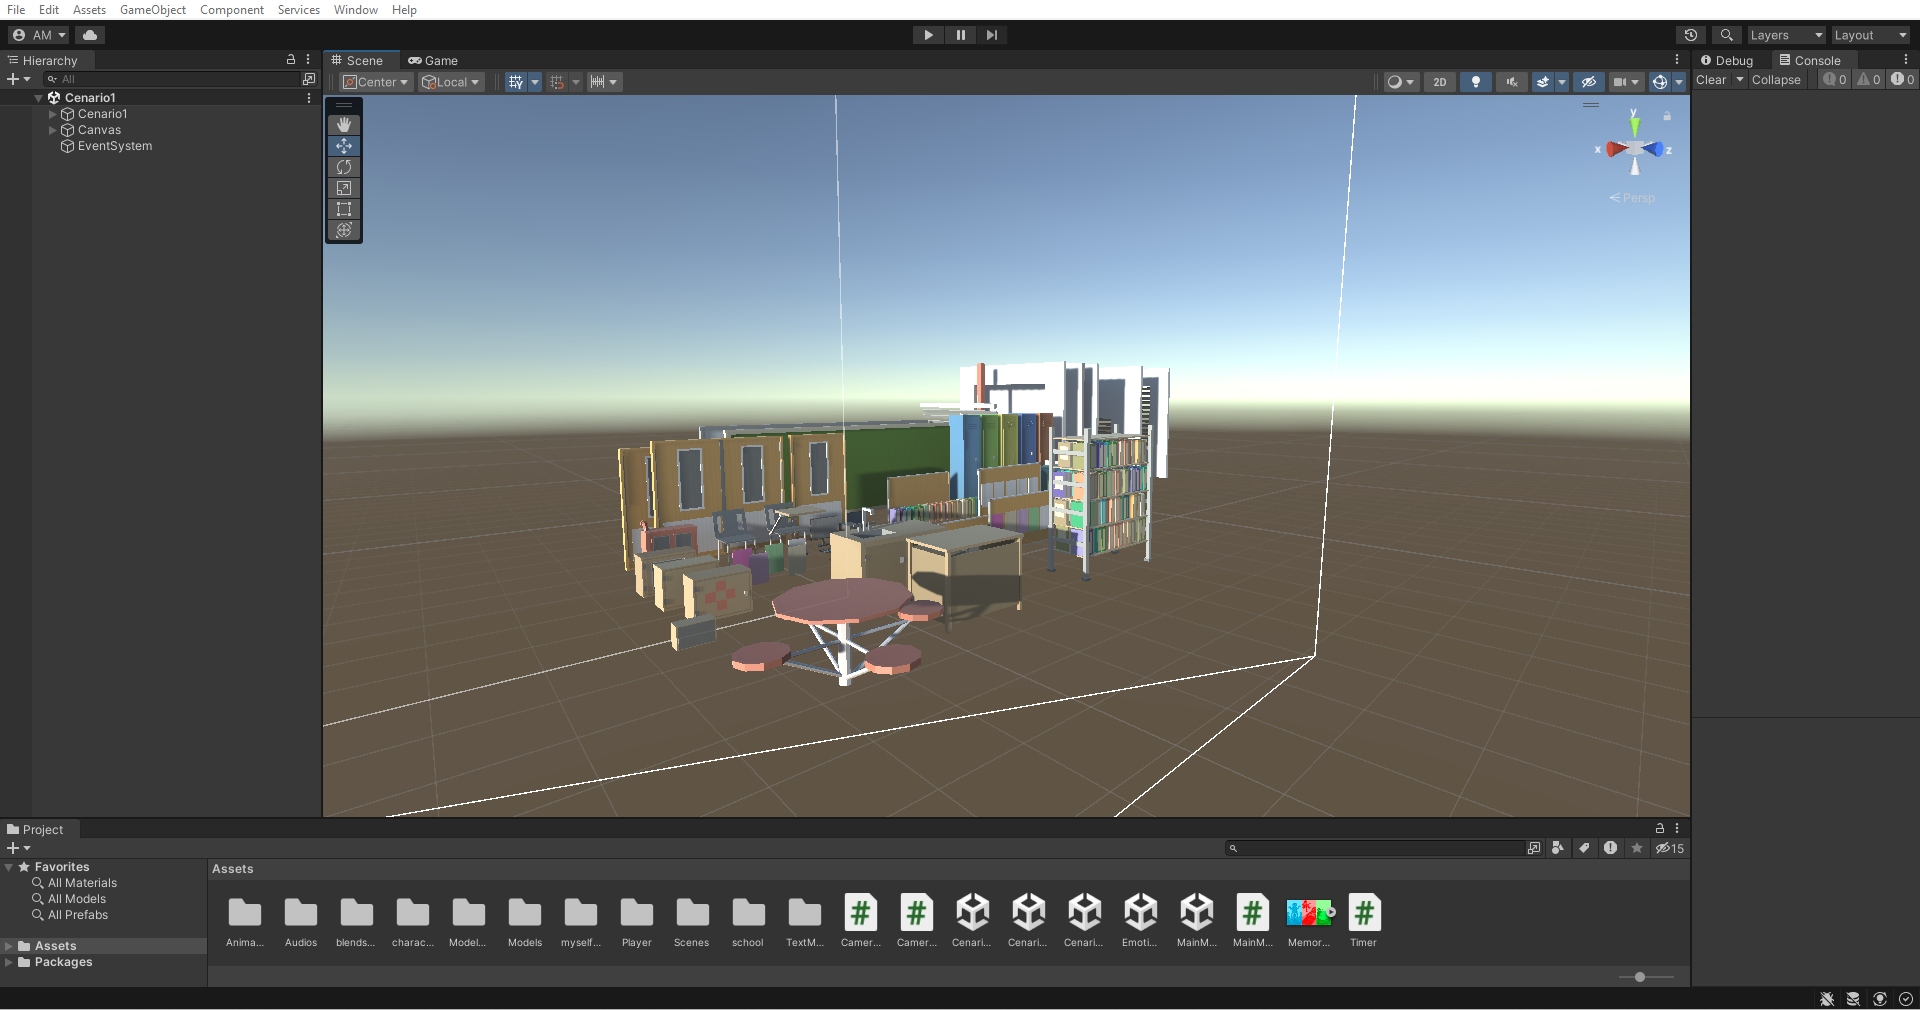 File Edit Assets GameObject Component Services Window Help
AM Layers Layout
Hierarchy Scene Game Debug Console
All Center Local 2D Clear Collapse 0 0 0
Cenario1
Cenario1
Canvas
EventSystem
y
x z
Persp
Project
15
Favorites Assets
All Materials
All Models
All Prefabs
Assets
Packages
Anima... Audios blends... charac... Model... Models myself... Player Scenes school TextM... Camer... Camer... Cenari... Cenari... Cenari... Emoti... MainM... MainM... Memor... Timer